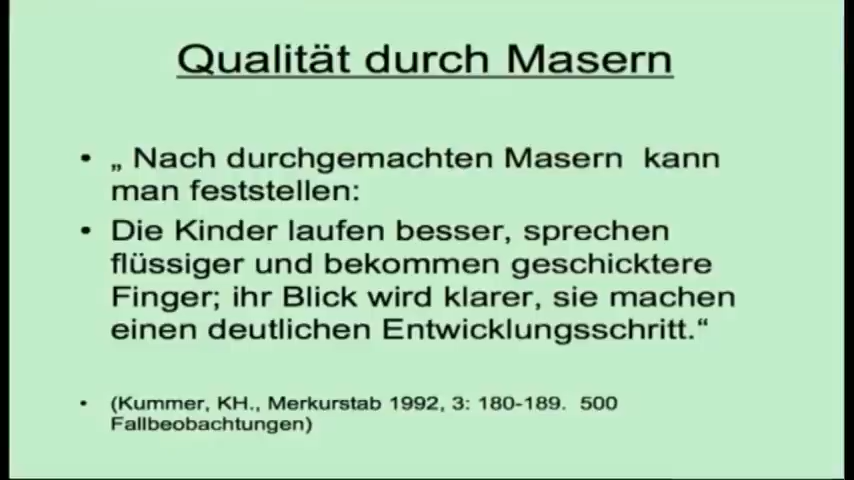 Qualität durch Masern
• „ Nach durchgemachten Masern kann
man feststellen:
• Die Kinder laufen besser, sprechen
flüssiger und bekommen geschicktere
Finger; ihr Blick wird klarer, sie machen
einen deutlichen Entwicklungsschritt.“
• (Kummer, KH., Merkurstab 1992, 3: 180-189. 500
Fallbeobachtungen)